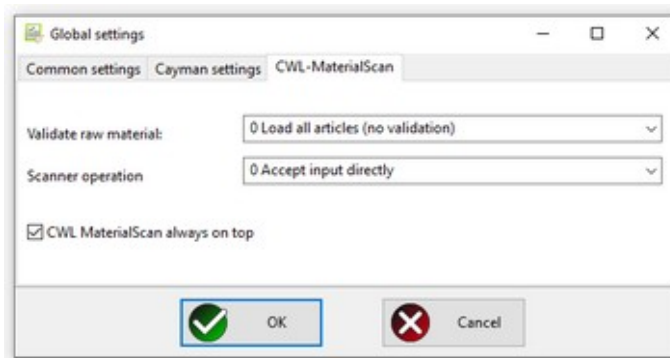 Global settings
Common settings Cayman settings CWL-MaterialScan
Validate raw material: 0 Load all articles (no validation)
Scanner operation 0 Accept input directly
CWL MaterialScan always on top
OK Cancel